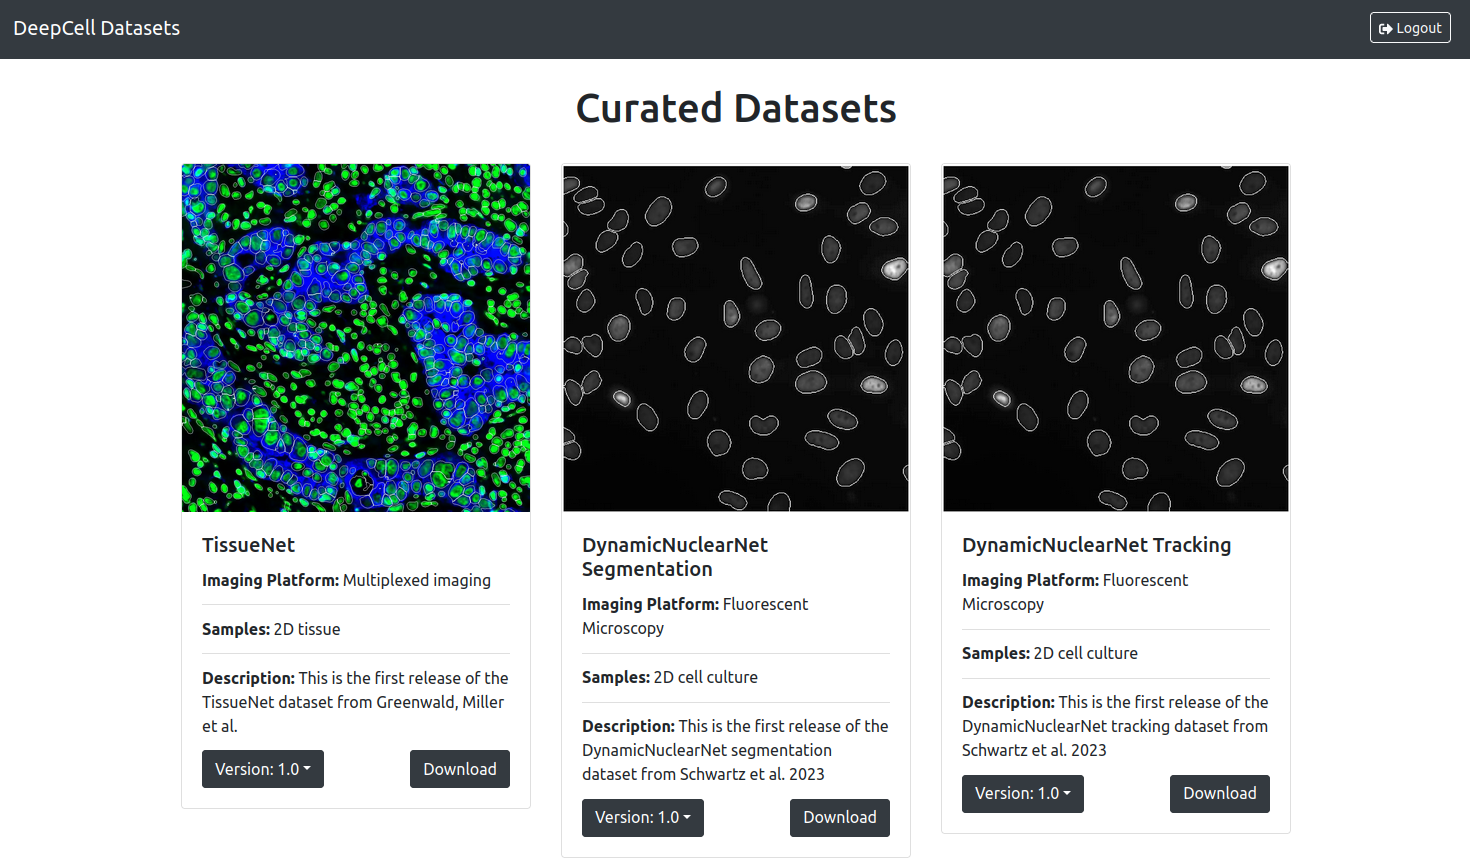 DeepCell Datasets
Logout
Curated Datasets
TissueNet
Imaging Platform: Multiplexed imaging
Samples: 2D tissue
Description: This is the first release of the
TissueNet dataset from Greenwald, Miller
et al.
Version: 1.0
Download
DynamicNuclearNet
Segmentation
Imaging Platform: Fluorescent
Microscopy
Samples: 2D cell culture
Description: This is the first release of the
DynamicNuclearNet segmentation
dataset from Schwartz et al. 2023
Version: 1.0
Download
DynamicNuclearNet Tracking
Imaging Platform: Fluorescent
Microscopy
Samples: 2D cell culture
Description: This is the first release of the
DynamicNuclearNet tracking dataset from
Schwartz et al. 2023
Version: 1.0
Download